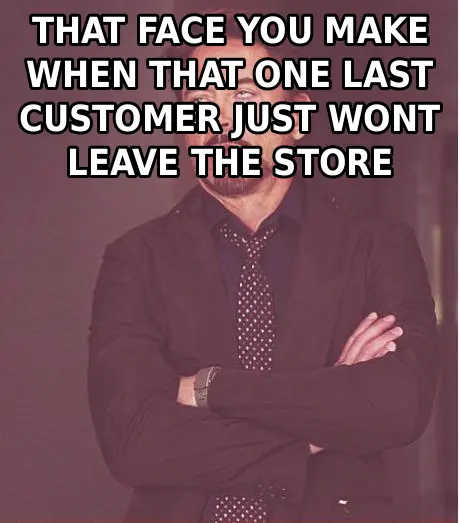 THAT FACE YOU MAKE
WHEN THAT ONE LAST
CUSTOMER JUST WONT
LEAVE THE STORE